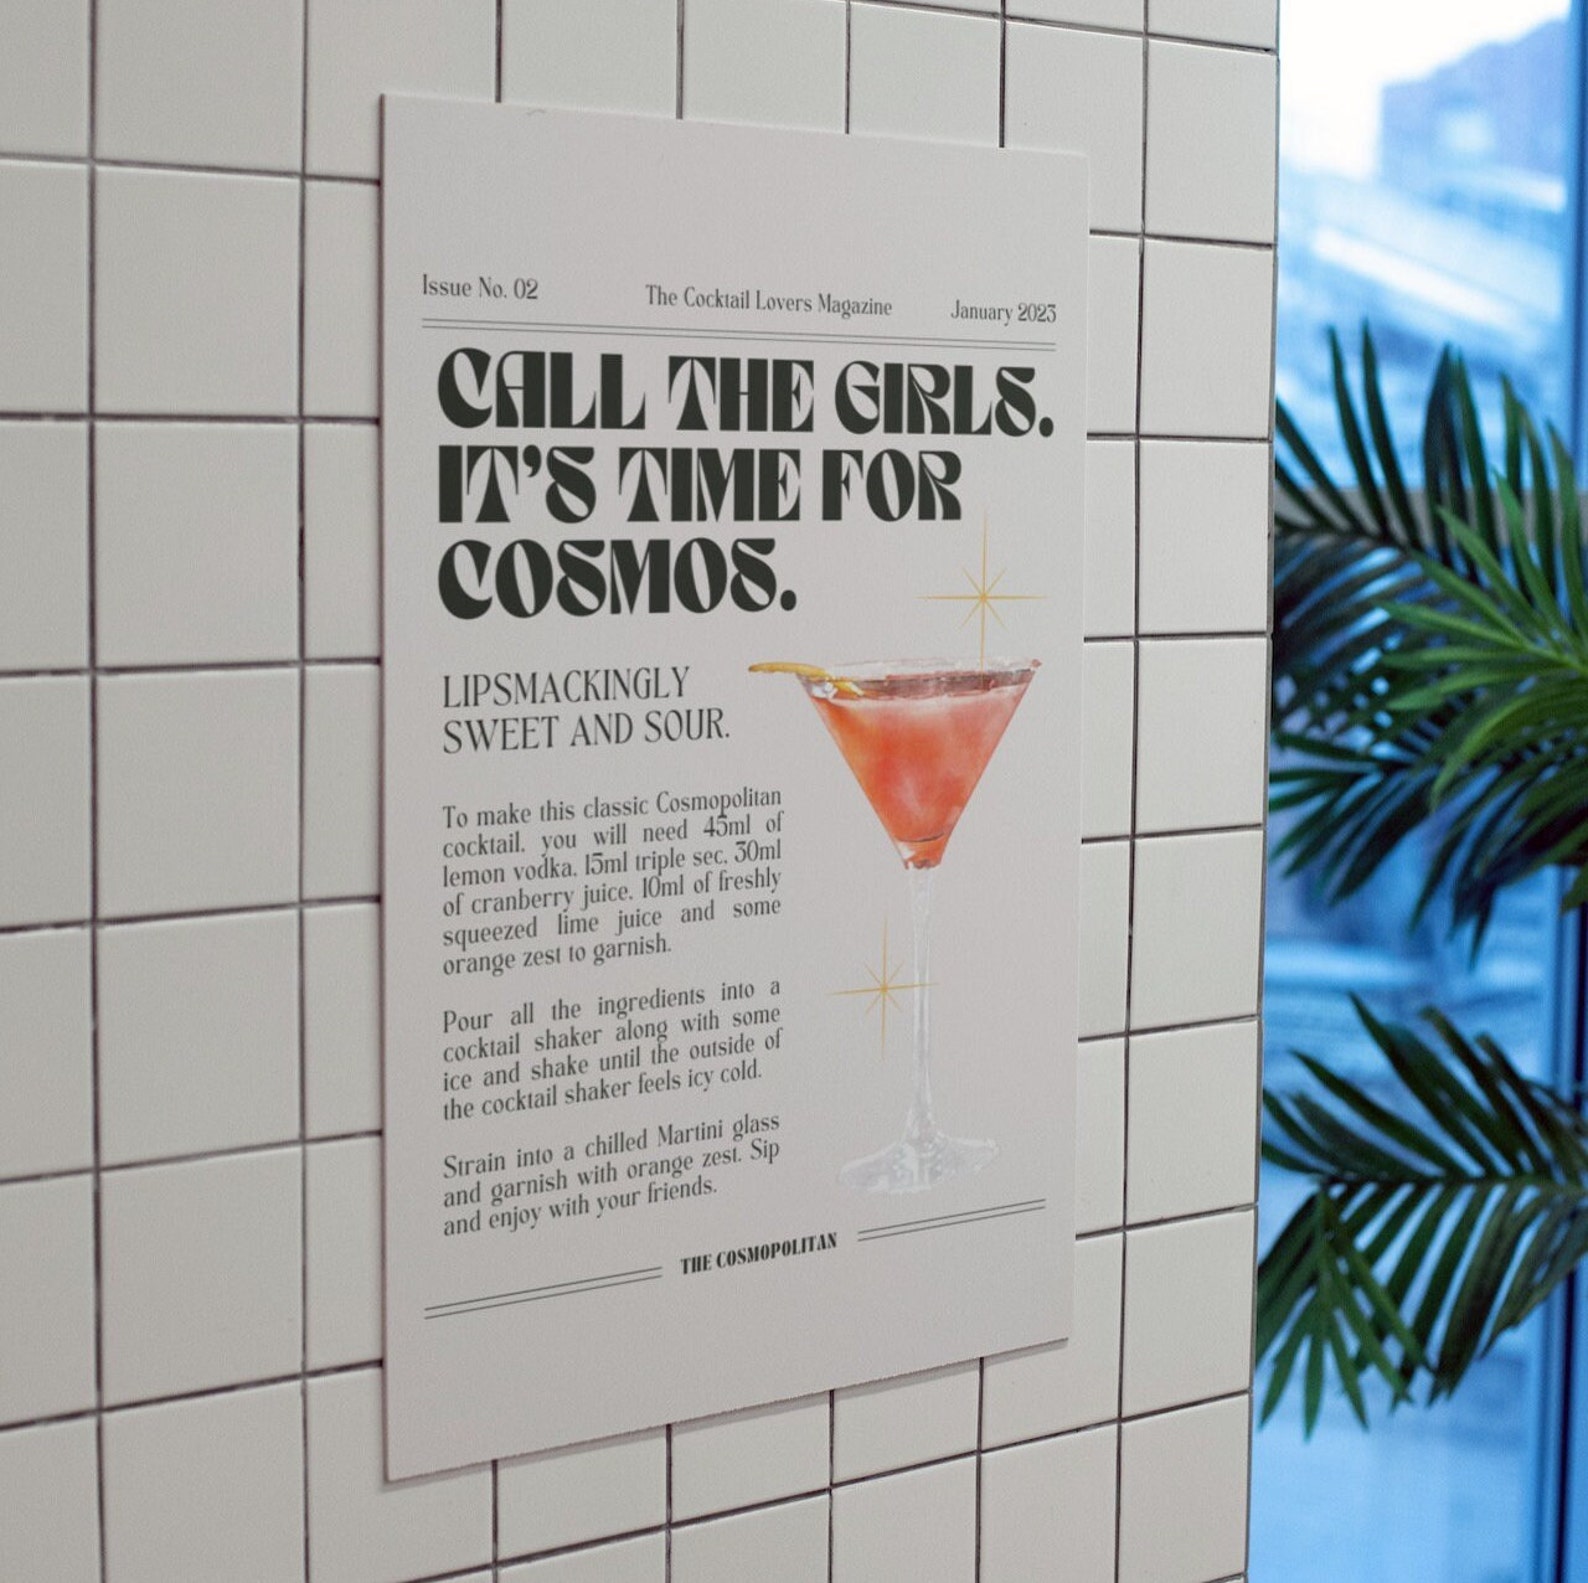 Issue No. 02
The Cocktail Lovers Magazine
January 2023
CALL THE GIRLS.
IT'S TIME FOR
COSMOS.
LIPSMACKINGLY
SWEET AND SOUR.
To make this classic Cosmopolitan
cocktail, you will need 45ml of
lemon vodka, 15ml triple sec, 30ml
of cranberry juice, 10ml of freshly
squeezed lime juice and some
orange zest to garnish.
Pour all the ingredients into a
cocktail shaker along with some
ice and shake until the outside of
the cocktail shaker feels icy cold.
Strain into a chilled Martini glass
and garnish with orange zest. Sip
and enjoy with your friends.
THE COSMOPOLITAN